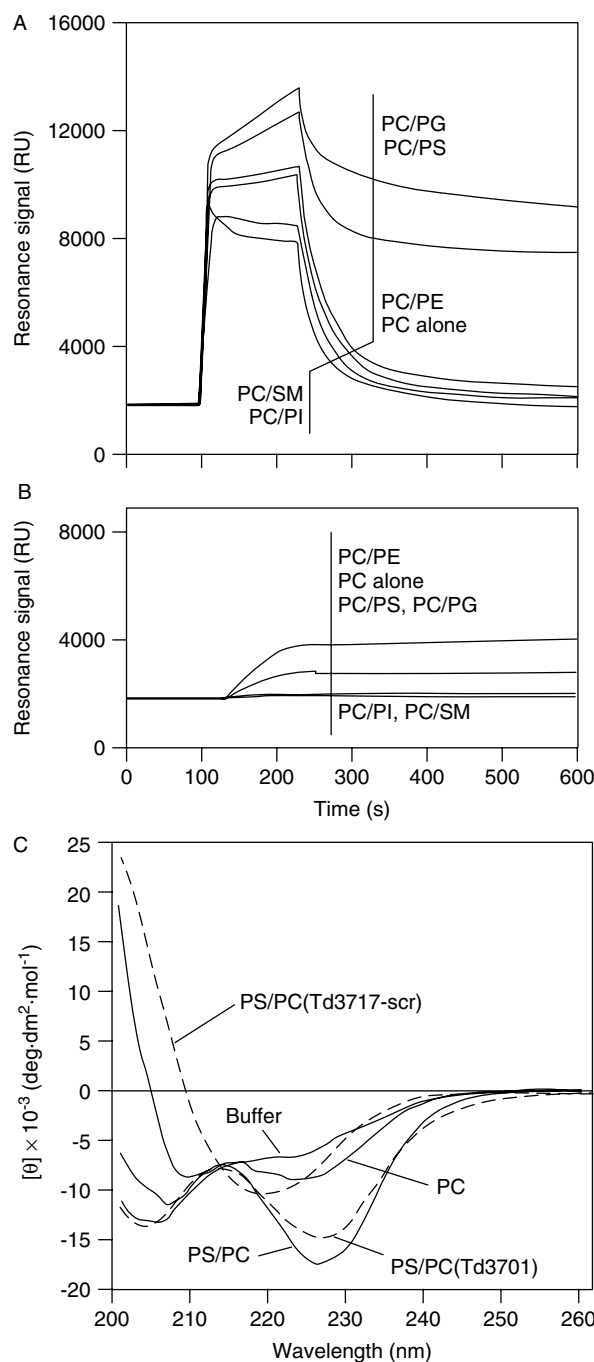 A
16000
12000
8000
4000
0
Resonance signal (RU)
PC/PG
PC/PS
PC/PE
PC alone
PC/SM
PC/PI
B
8000
4000
0
Resonance signal (RU)
PC/PE
PC alone
PC/PS, PC/PG
PC/PI, PC/SM
0 100 200 300 400 500 600
Time (s)
C
25
20
15
10
5
0
-5
-10
-15
-20
[θ] × 10⁻³ (deg·dm²·mol⁻¹)
PS/PC(Td3717-scr)
Buffer
PC
PS/PC
PS/PC(Td3701)
200 210 220 230 240 250 260
Wavelength (nm)